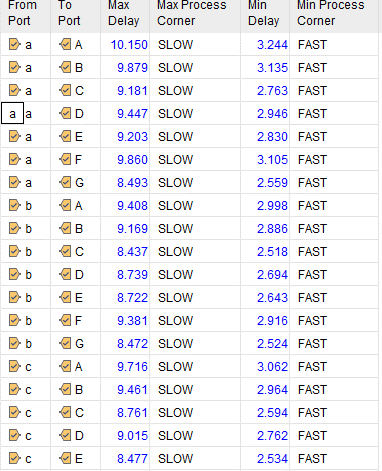 From Port To Port Max Delay Max Process Corner Min Delay Min Process Corner
a A 10.150 SLOW 3.244 FAST
a B 9.879 SLOW 3.135 FAST
a C 9.181 SLOW 2.763 FAST
a a D 9.447 SLOW 2.946 FAST
a E 9.203 SLOW 2.830 FAST
a F 9.860 SLOW 3.105 FAST
a G 8.493 SLOW 2.559 FAST
b A 9.408 SLOW 2.998 FAST
b B 9.169 SLOW 2.886 FAST
b C 8.437 SLOW 2.518 FAST
b D 8.739 SLOW 2.694 FAST
b E 8.722 SLOW 2.643 FAST
b F 9.381 SLOW 2.916 FAST
b G 8.472 SLOW 2.524 FAST
c A 9.716 SLOW 3.062 FAST
c B 9.461 SLOW 2.964 FAST
c C 8.761 SLOW 2.594 FAST
c D 9.015 SLOW 2.762 FAST
c E 8.477 SLOW 2.534 FAST